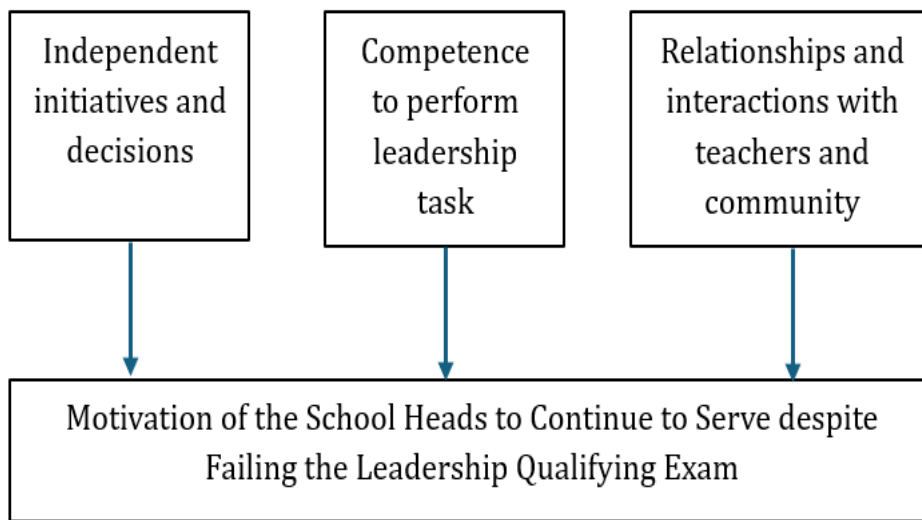 Independent
initiatives and
decisions
Competence
to perform
leadership
task
Relationships and
interactions with
teachers and
community
Motivation of the School Heads to Continue to Serve despite
Failing the Leadership Qualifying Exam